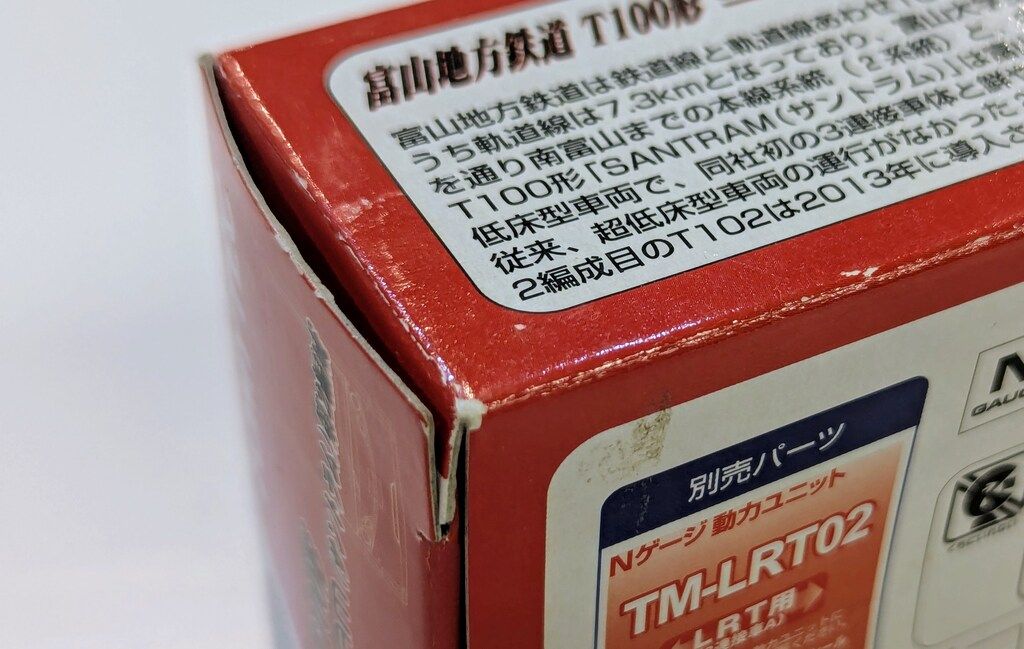 富山地方鉄道 T100形
富山地方鉄道は鉄道線と軌道線あわせ
うち軌道線は7.3kmとなっており、富山大
を通り南富山までの本線系統（2系統）と
T100形「SANTRAM(サントラム)」は
低床型車両で、同社初の3連接車体と
従来、超低床型車両の運行がなかった
2編成目のT102は2013年に導入
別売パーツ
Nゲージ 動力ユニット
TM-LRT02
LRT用